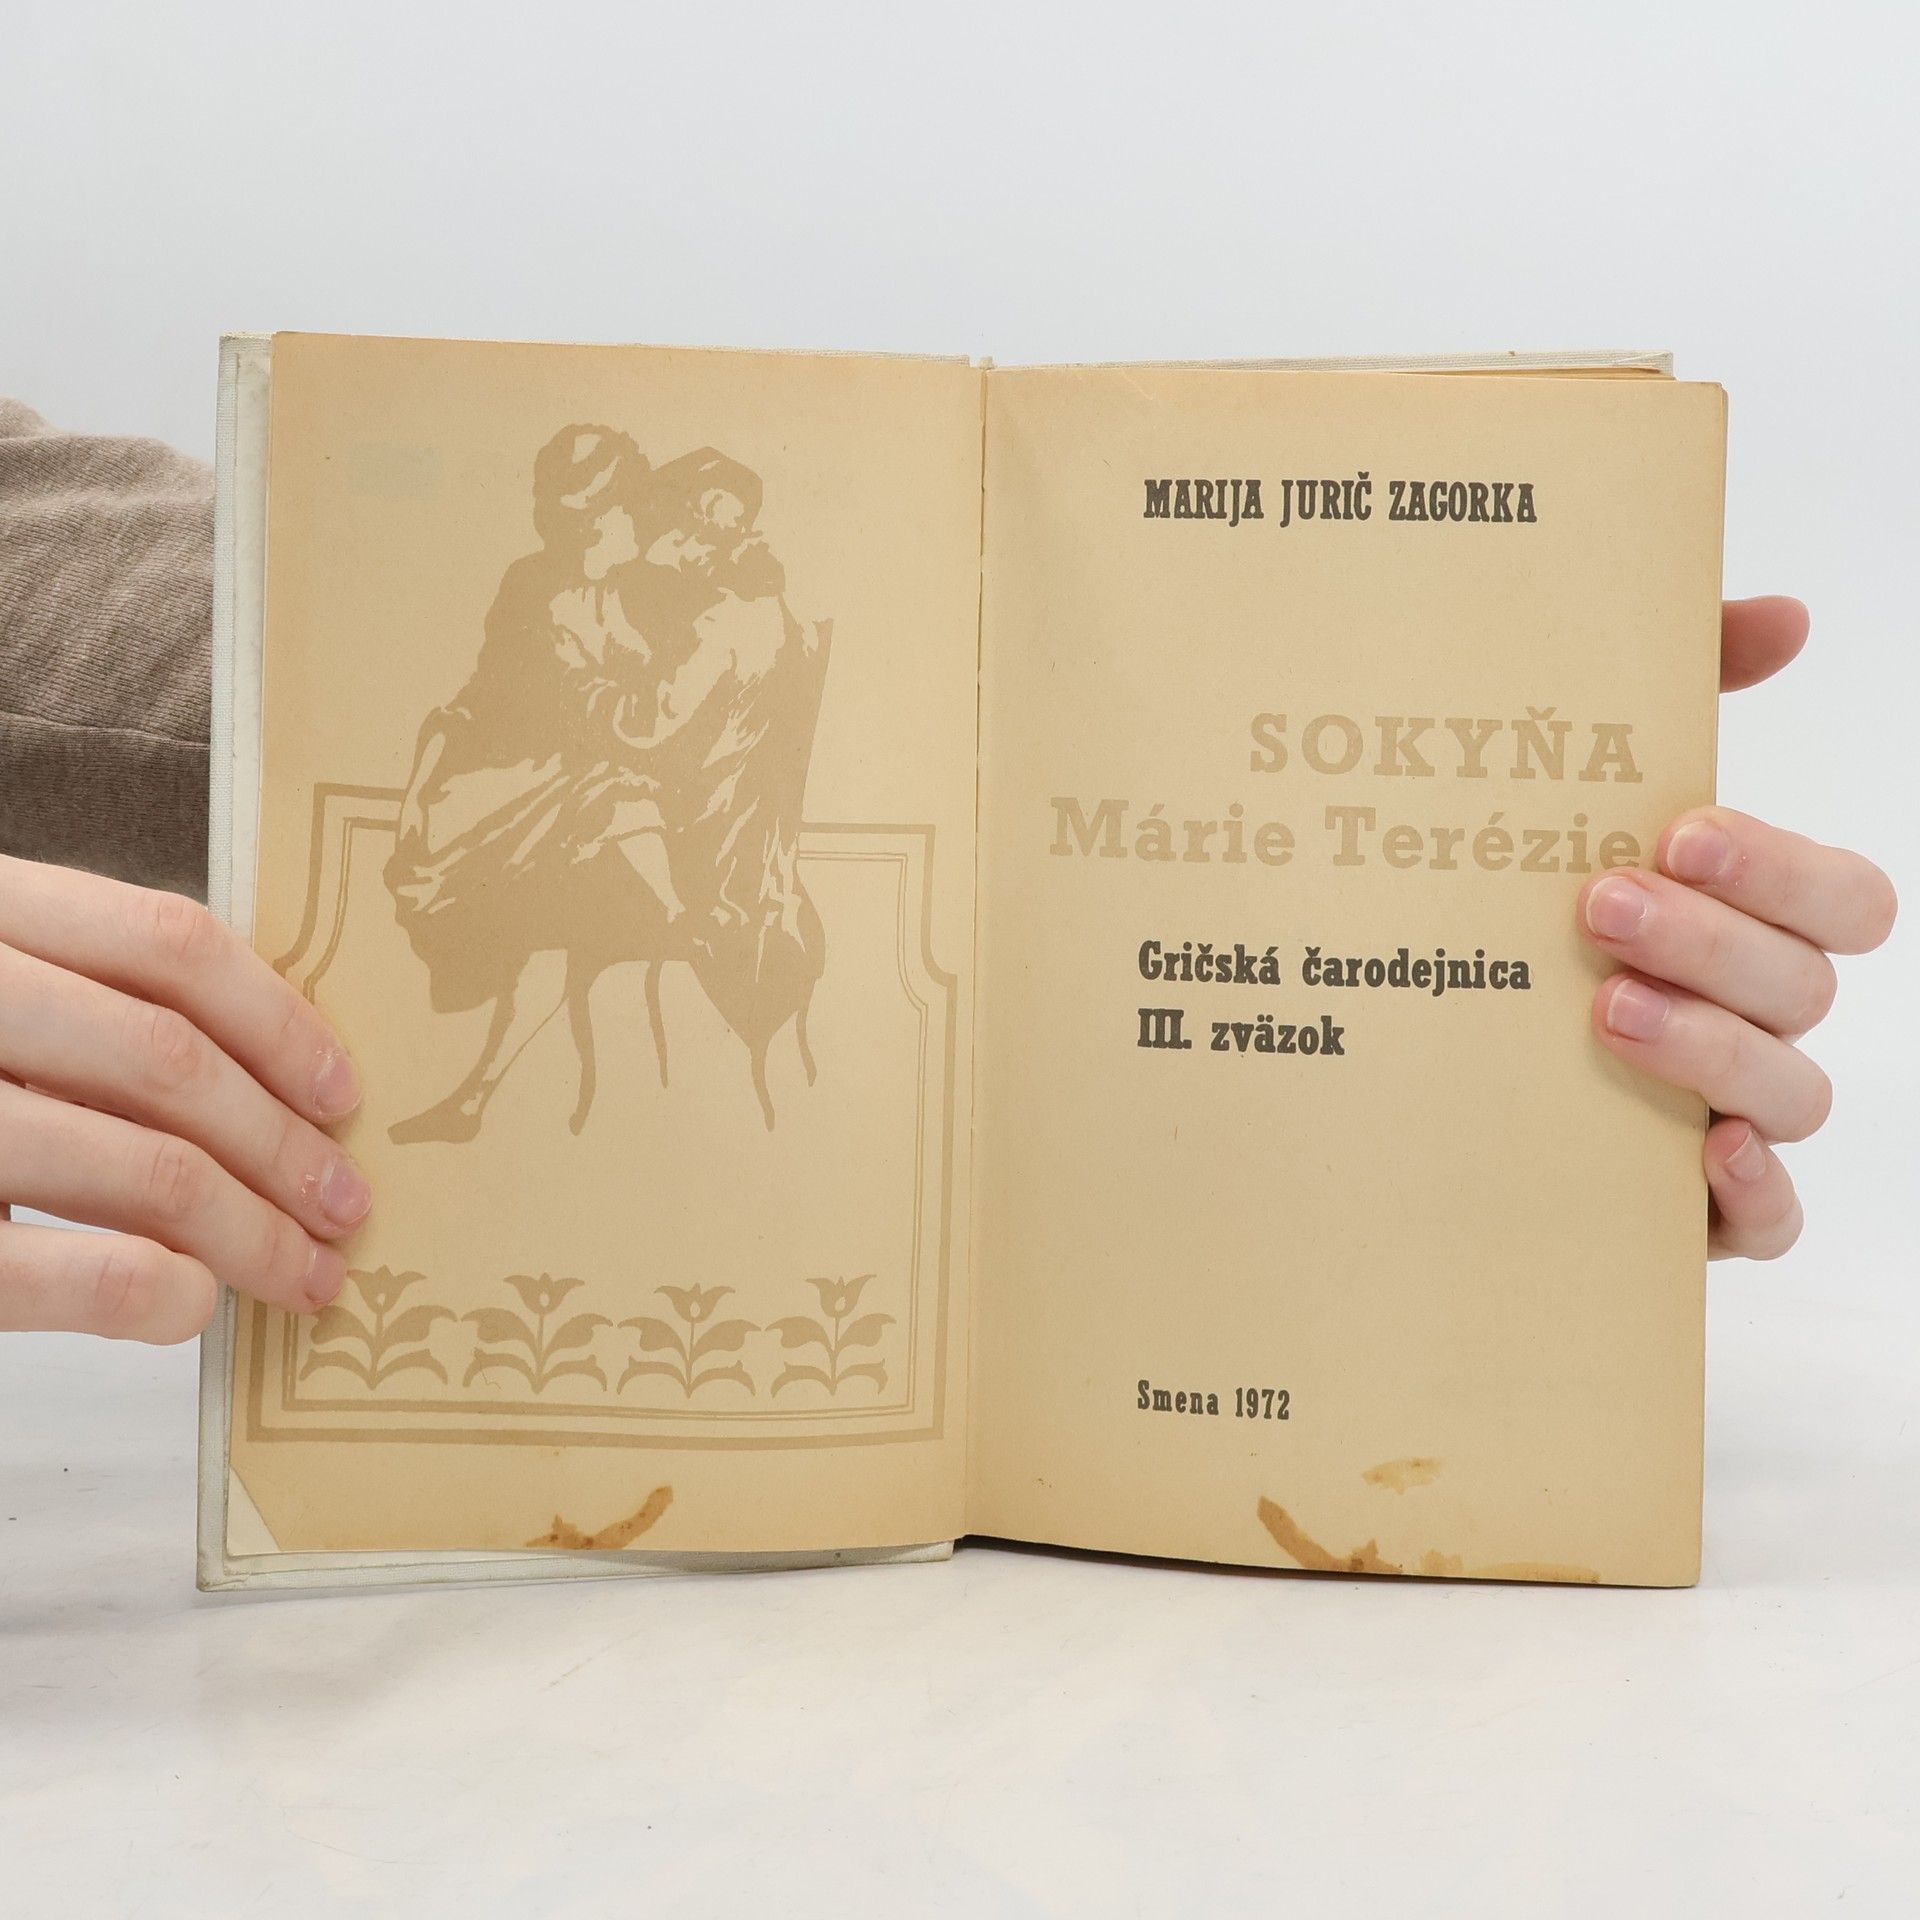 MARIJA JURIČ ZAGORKA
SOKYŇA
Márie Terézie
Gričská čarodejnica
III. zväzok
Smena 1972